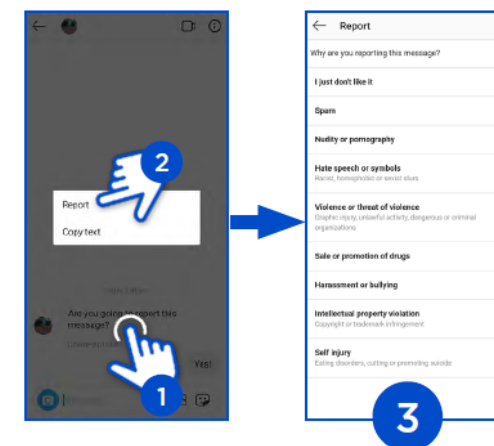 2
Report
Copy text
Are you going to report this
message?
Yes!
1
Report
Why are you reporting this message?
I just don't like it
Spam
Nudity or pornography
Hate speech or symbols
Racist, homophobic or sexist slurs
Violence or threat of violence
Graphic injury, unlawful activity, dangerous or criminal
organizations
Sale or promotion of drugs
Harassment or bullying
Intellectual property violation
Copyright or trademark infringement
Self injury
Eating disorders, cutting or promoting suicide
3